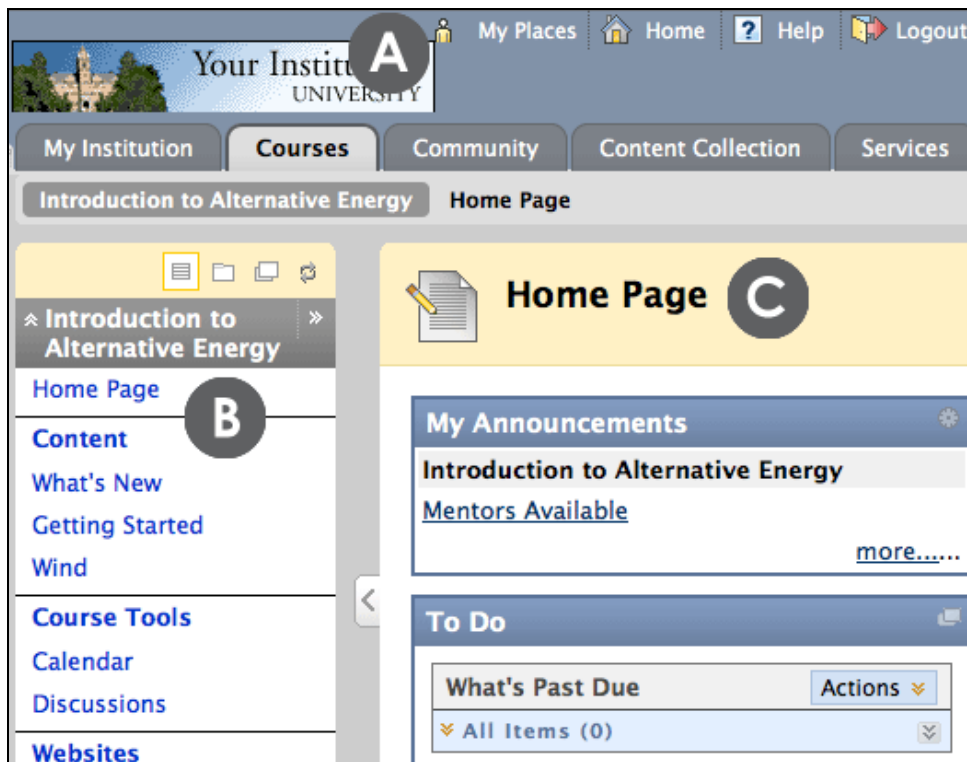 My Places Home ? Help Logout
A
Your Institu
UNIVERSITY
My Institution Courses Community Content Collection Services
Introduction to Alternative Energy Home Page
Introduction to
Alternative Energy
Home Page
B
Content
What's New
Getting Started
Wind
Course Tools
Calendar
Discussions
Websites
Home Page C
My Announcements
Introduction to Alternative Energy
Mentors Available
more......
To Do
What's Past Due Actions
All Items (0)